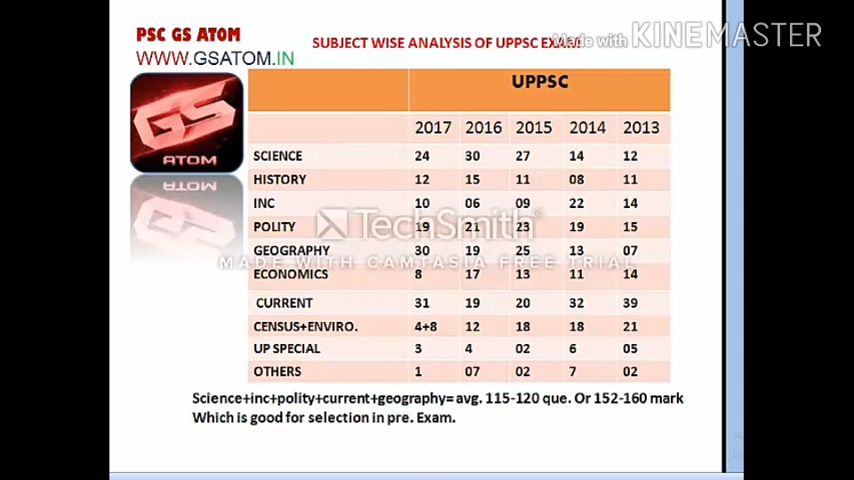 PSC GS ATOM
WWW.GSATOM.IN
SUBJECT WISE ANALYSIS OF UPPSC EXAM
Made with KINEMASTER
GS
ATOM
UPPSC
2017 2016 2015 2014 2013
SCIENCE 24 30 27 14 12
HISTORY 12 15 11 08 11
INC 10 06 09 22 14
POLITY 19 21 23 19 15
TechSmith
GEOGRAPHY 30 19 25 13 07
MADE WITH CAMTASIA FREE TRIAL
ECONOMICS 8 17 13 11 14
CURRENT 31 19 20 32 39
CENSUS+ENVIRO. 4+8 12 18 18 21
UP SPECIAL 3 4 02 6 05
OTHERS 1 07 02 7 02
Science+inc+polity+current+geography= avg. 115-120 que. Or 152-160 mark
Which is good for selection in pre. Exam.